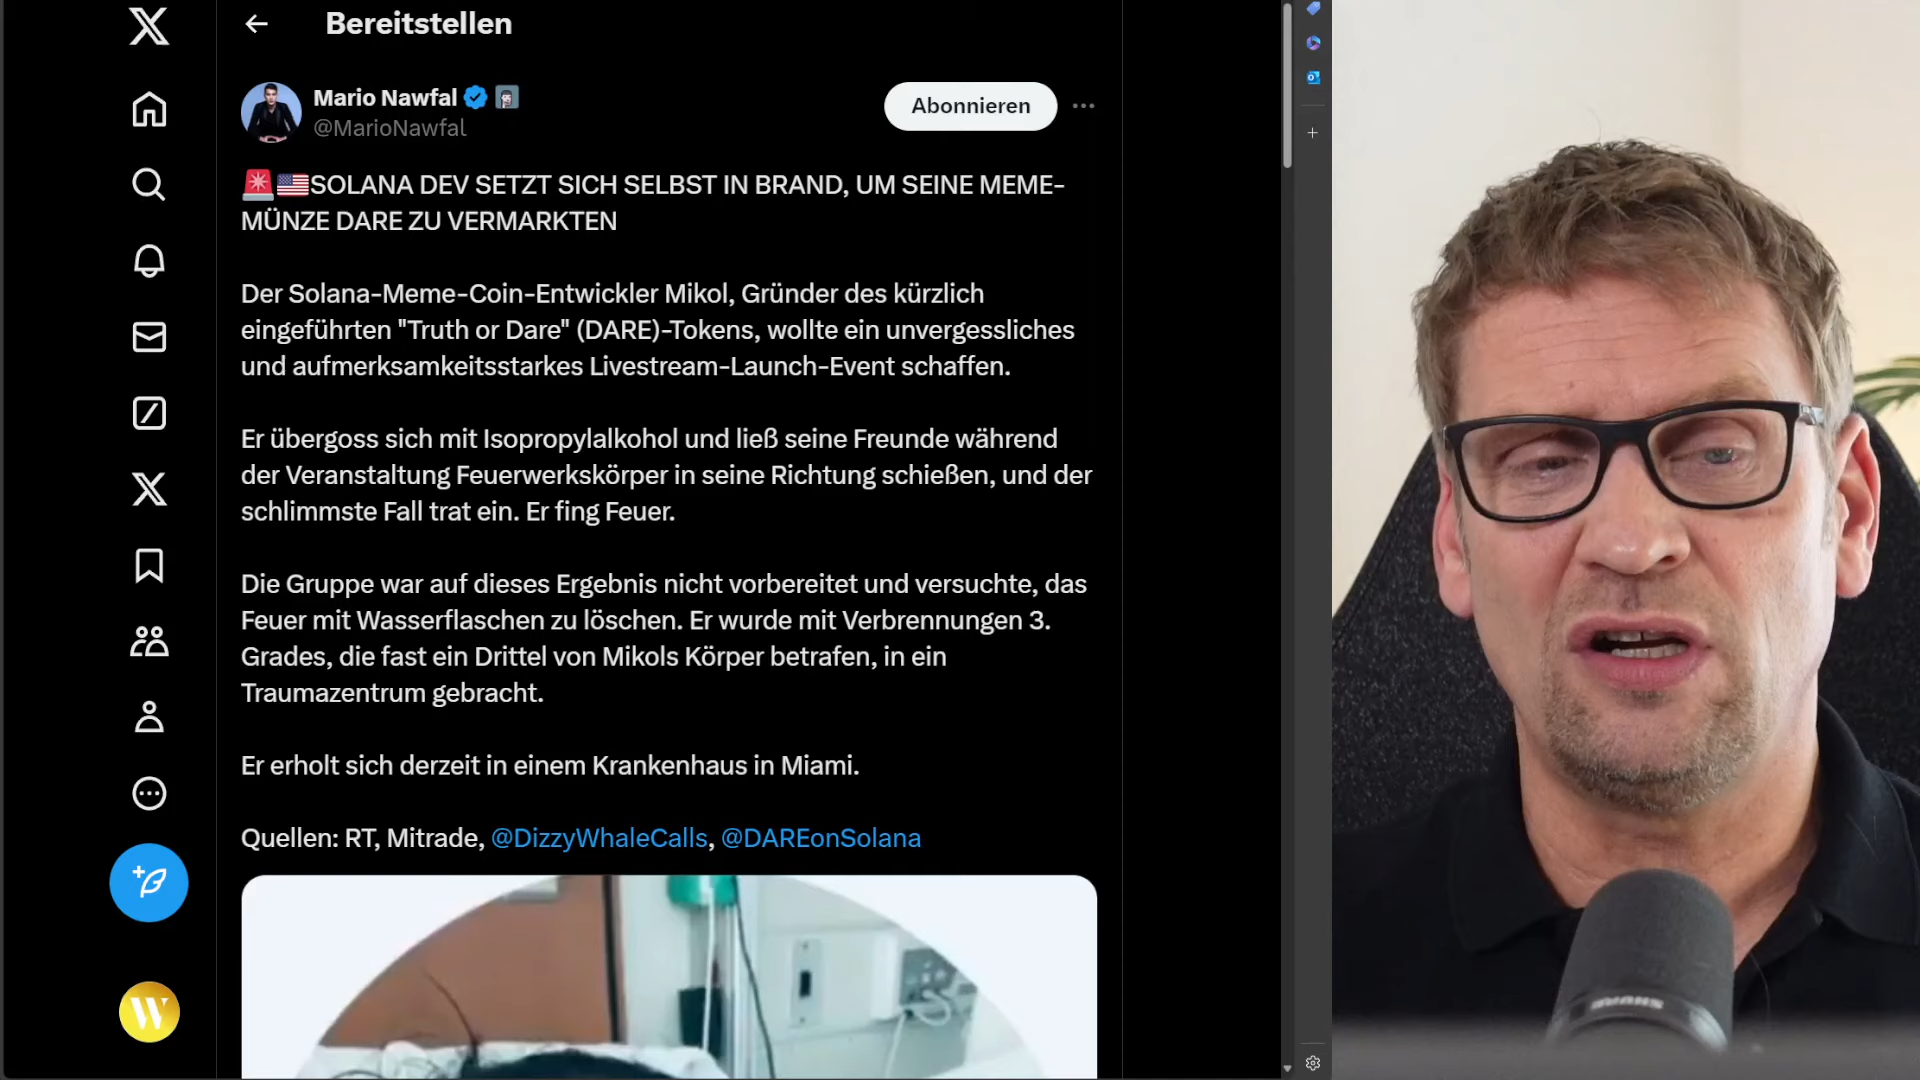 Bereitstellen
Mario Nawfal
@MarioNawfal
Abonnieren
SOLANA DEV SETZT SICH SELBST IN BRAND, UM SEINE MEME-
MÜNZE DARE ZU VERMARKTEN
Der Solana-Meme-Coin-Entwickler Mikol, Gründer des kürzlich
eingeführten "Truth or Dare" (DARE)-Tokens, wollte ein unvergessliches
und aufmerksamkeitsstarkes Livestream-Launch-Event schaffen.
Er übergoss sich mit Isopropylalkohol und ließ seine Freunde während
der Veranstaltung Feuerwerkskörper in seine Richtung schießen, und der
schlimmste Fall trat ein. Er fing Feuer.
Die Gruppe war auf dieses Ergebnis nicht vorbereitet und versuchte, das
Feuer mit Wasserflaschen zu löschen. Er wurde mit Verbrennungen 3.
Grades, die fast ein Drittel von Mikols Körper betrafen, in ein
Traumazentrum gebracht.
Er erholt sich derzeit in einem Krankenhaus in Miami.
Quellen: RT, Mitrade, @DizzyWhaleCalls, @DAREonSolana
W
SHURE